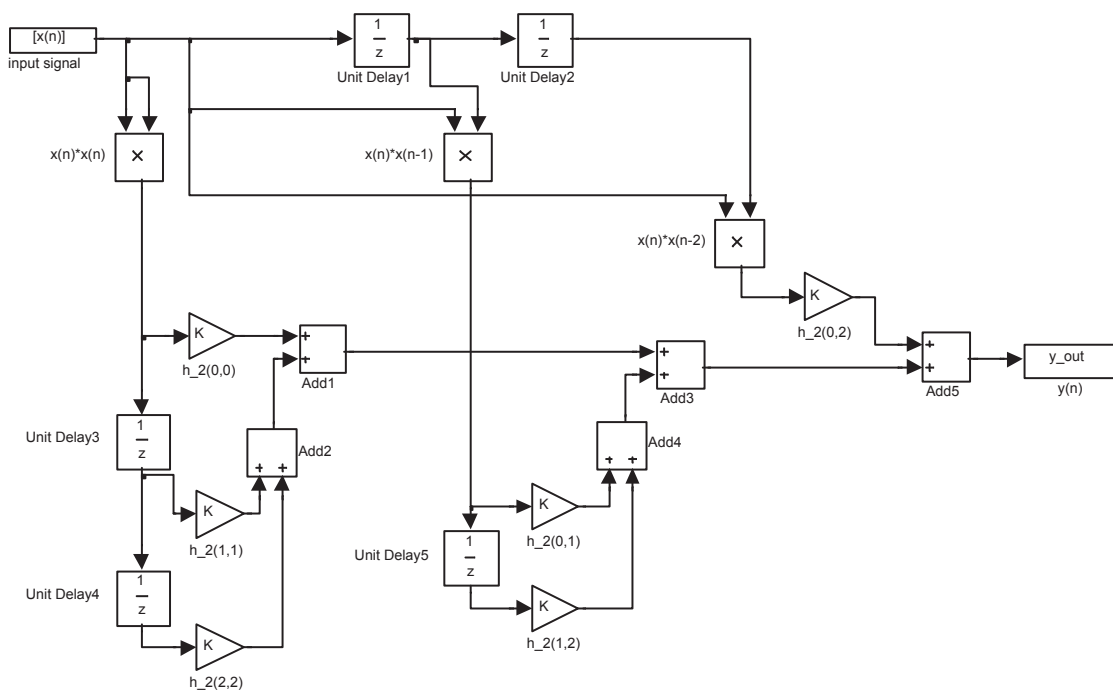 [x(n)]
input signal
1
z
Unit Delay1
1
z
Unit Delay2
x(n)*x(n)
×
x(n)*x(n-1)
×
x(n)*x(n-2)
×
K
h_2(0,2)
K
h_2(0,0)
+
+
Add1
+
+
Add3
+
+
Add5
y_out
y(n)
Unit Delay3
1
z
+ +
Add2
+ +
Add4
K
h_2(1,1)
K
h_2(0,1)
Unit Delay5
1
z
Unit Delay4
1
z
K
h_2(1,2)
K
h_2(2,2)